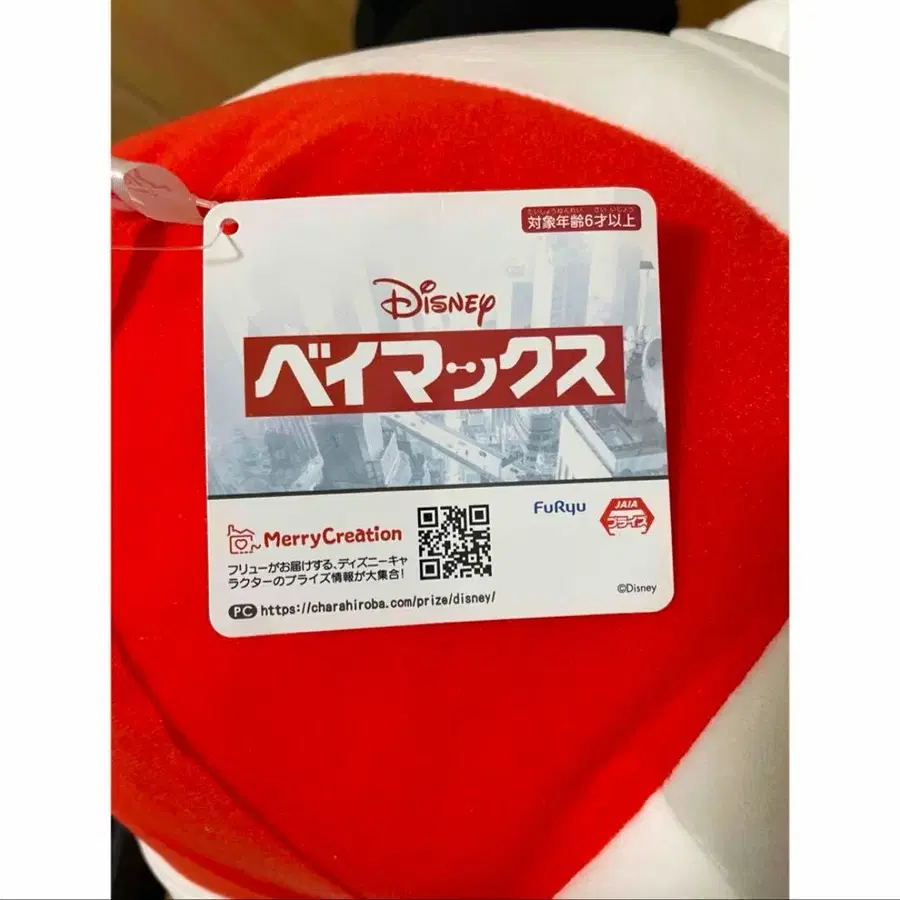 たいしょうねんれい さい いじょう
対象年齢6才以上
Disney
ベイマックス
MerryCreation
フリューがお届けする、ディズニーキャ
ラクターのプライズ情報が大集合!
PC https://charahiroba.com/prize/disney/
FuRyu
JAIA
プライズ
©Disney